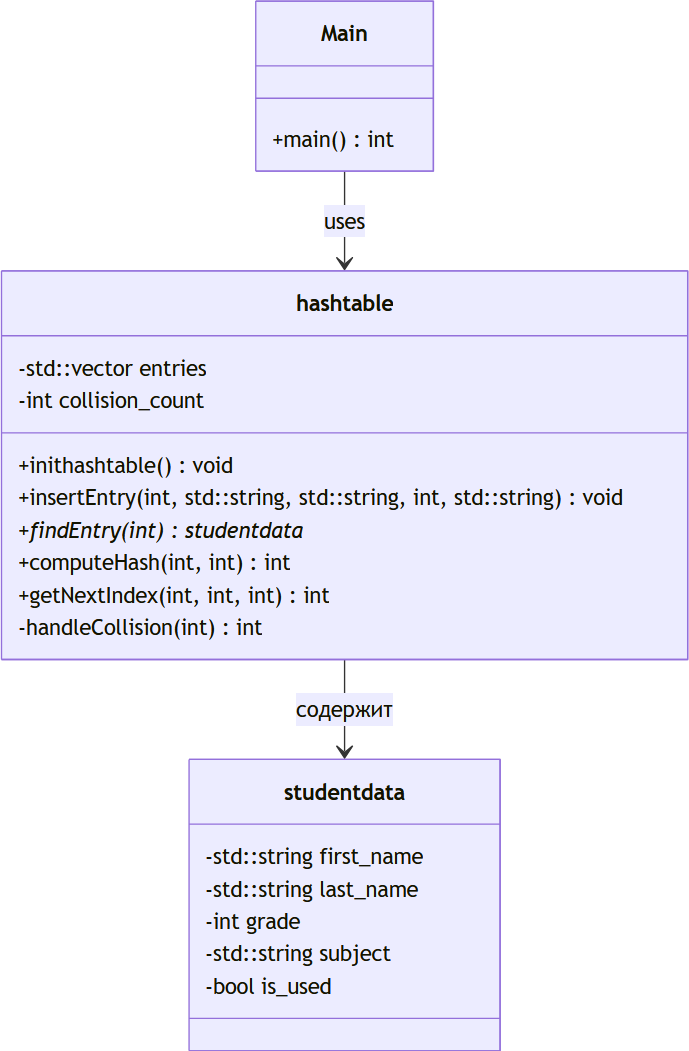 Main
+main() : int
uses
hashtable
-std::vector entries
-int collision_count
+inithashtable() : void
+insertEntry(int, std::string, std::string, int, std::string) : void
+findEntry(int) : studentdata
+computeHash(int, int) : int
+getNextIndex(int, int, int) : int
-handleCollision(int) : int
содержит
studentdata
-std::string first_name
-std::string last_name
-int grade
-std::string subject
-bool is_used